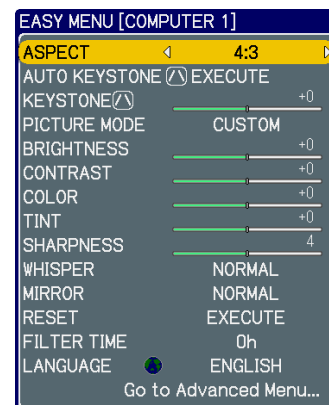 EASY MENU [COMPUTER 1]
ASPECT 4:3
AUTO KEYSTONE EXECUTE
KEYSTONE +0
PICTURE MODE CUSTOM
BRIGHTNESS +0
CONTRAST +0
COLOR +0
TINT +0
SHARPNESS 4
WHISPER NORMAL
MIRROR NORMAL
RESET EXECUTE
FILTER TIME 0h
LANGUAGE ENGLISH
Go to Advanced Menu...